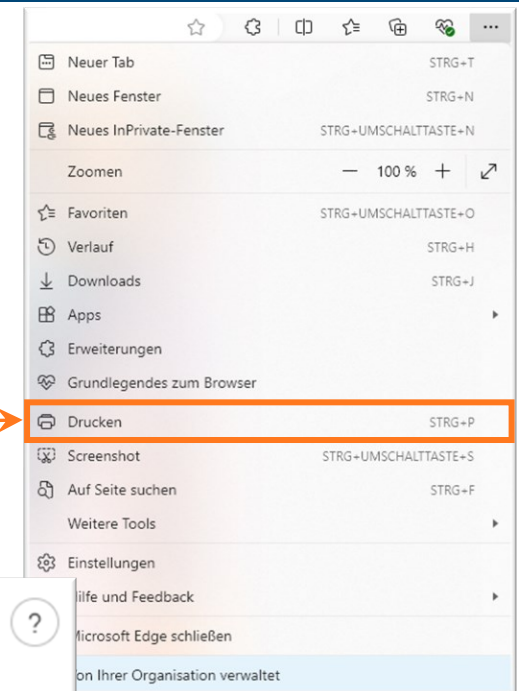 Neuer Tab STRG+T
Neues Fenster STRG+N
Neues InPrivate-Fenster STRG+UMSCHALTTASTE+N
Zoomen — 100 % +
Favoriten STRG+UMSCHALTTASTE+O
Verlauf STRG+H
Downloads STRG+J
Apps
Erweiterungen
Grundlegendes zum Browser
Drucken STRG+P
Screenshot STRG+UMSCHALTTASTE+S
Auf Seite suchen STRG+F
Weitere Tools
Einstellungen
ilfe und Feedback
?
Microsoft Edge schließen
on Ihrer Organisation verwaltet